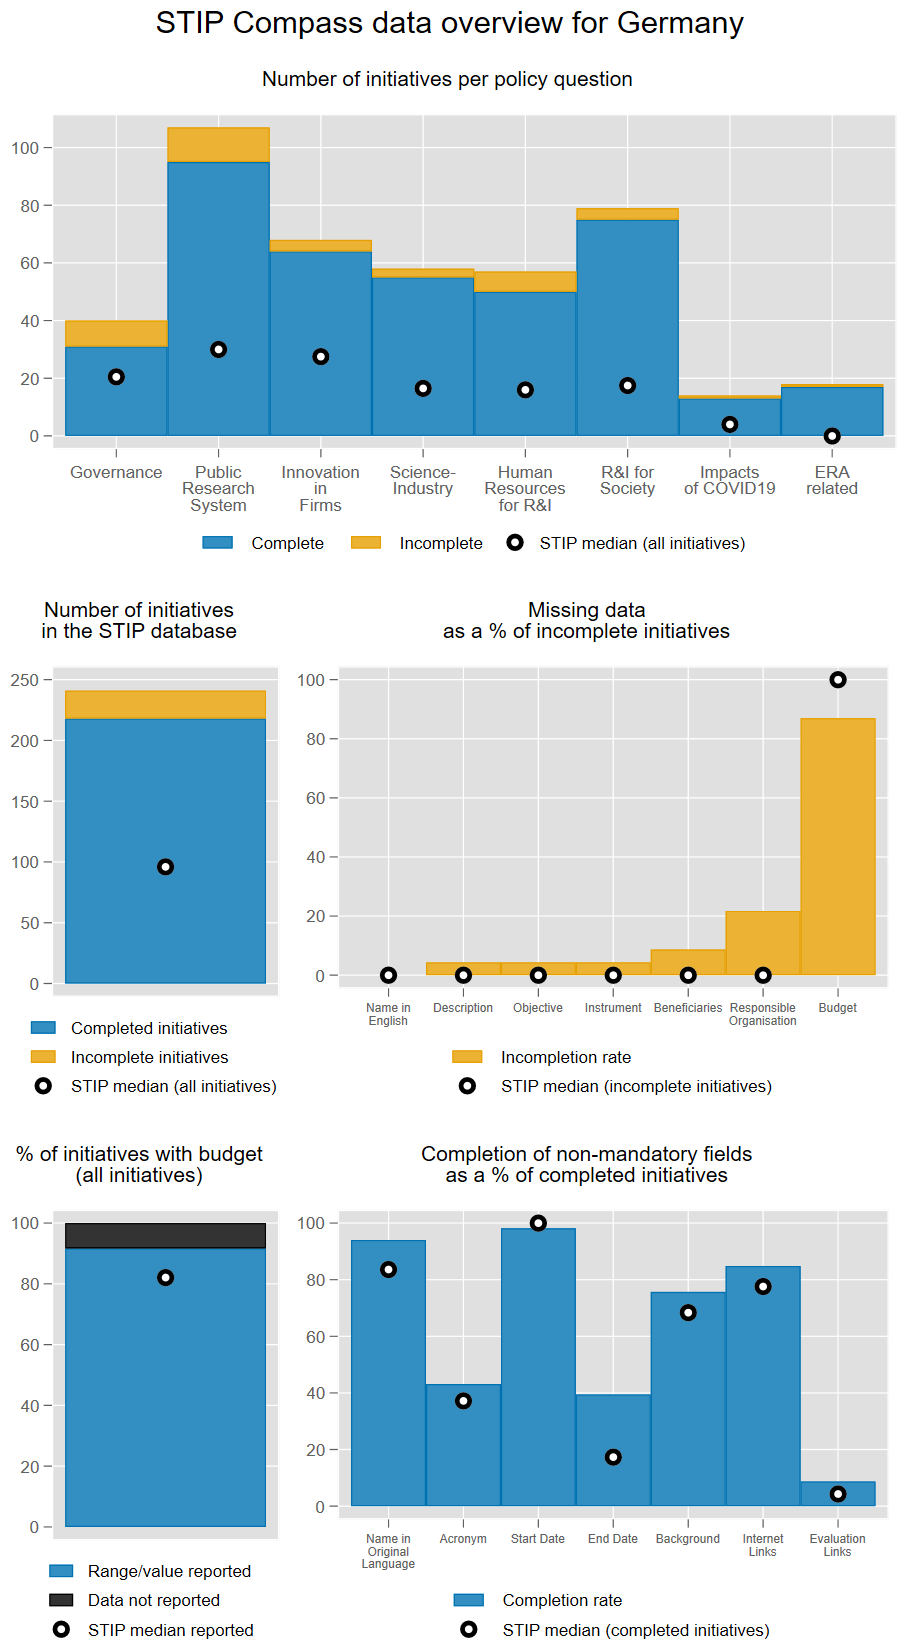 STIP Compass data overview for Germany
Number of initiatives per policy question
100
80
60
40
20
0
Governance
Public
Research
System
Innovation
in
Firms
Science-
Industry
Human
Resources
for R&I
R&I for
Society
Impacts
of COVID19
ERA
related
Complete
Incomplete
STIP median (all initiatives)
Number of initiatives
in the STIP database
250
200
150
100
50
0
Completed initiatives
Incomplete initiatives
STIP median (all initiatives)
Missing data
as a % of incomplete initiatives
100
80
60
40
20
0
Name in
English
Description
Objective
Instrument
Beneficiaries
Responsible
Organisation
Budget
Incompletion rate
STIP median (incomplete initiatives)
% of initiatives with budget
(all initiatives)
100
80
60
40
20
0
Range/value reported
Data not reported
STIP median reported
Completion of non-mandatory fields
as a % of completed initiatives
100
80
60
40
20
0
Name in
Original
Language
Acronym
Start Date
End Date
Background
Internet
Links
Evaluation
Links
Completion rate
STIP median (completed initiatives)